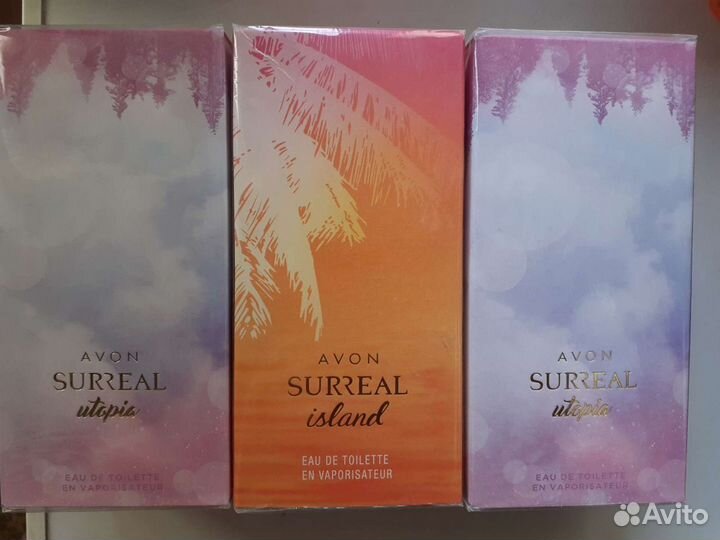 AVON
SURREAL
utopia
EAU DE TOILETTE
EN VAPORISATEUR
AVON
SURREAL
island
EAU DE TOILETTE
EN VAPORISATEUR
AVON
SURREAL
utopia
EAU DE TOILETTE
EN VAPORISATEUR
Avito